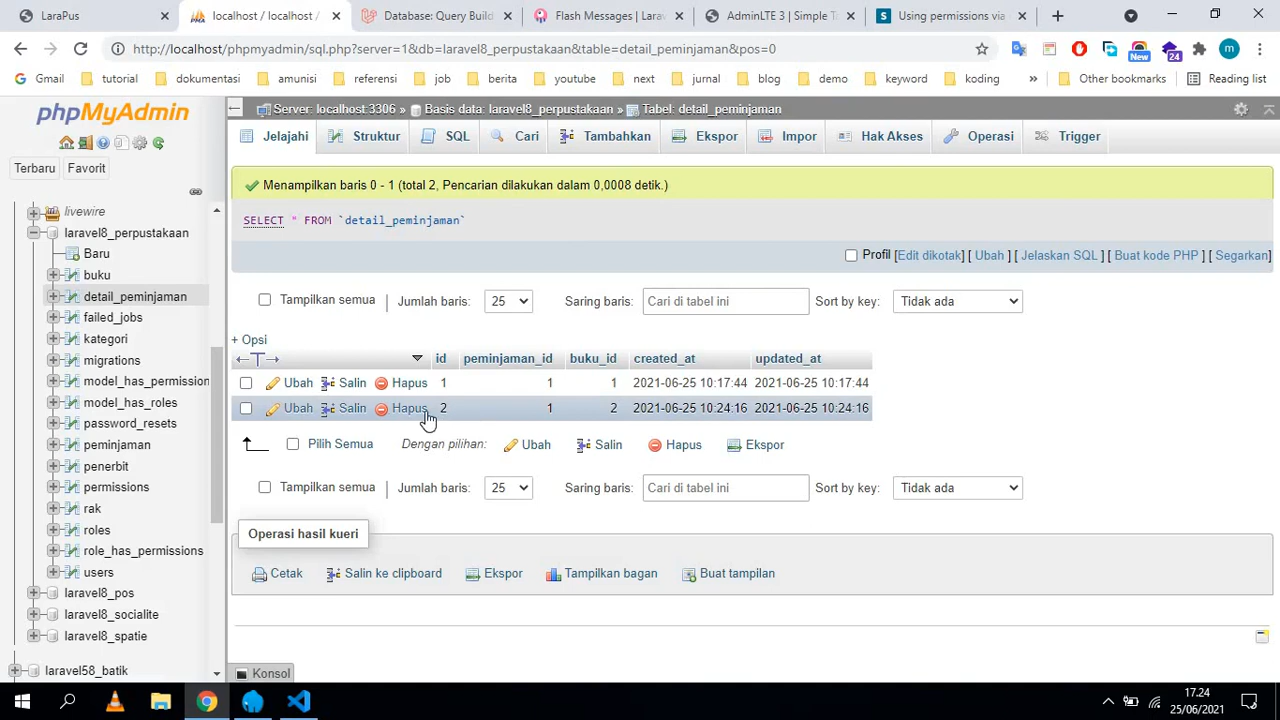 LaraPus
localhost / localhost /
Database: Query Build
Flash Messages | Lara
AdminLTE 3 | Simple T
Using permissions via
http://localhost/phpmyadmin/sql.php?server=1&db=laravel8_perpustakaan&table=detail_peminjaman&pos=0
New
24
m
Gmail
tutorial
dokumentasi
amunisi
referensi
job
berita
youtube
next
jurnal
blog
demo
keyword
koding
»
Other bookmarks
Reading list
phpMyAdmin
Terbaru
Favorit
livewire
laravel8_perpustakaan
Baru
buku
detail_peminjaman
failed_jobs
kategori
migrations
model_has_permission
model_has_roles
password_resets
peminjaman
penerbit
permissions
rak
roles
role_has_permissions
users
laravel8_pos
laravel8_socialite
laravel8_spatie
laravel58_batik
Server: localhost:3306 » Basis data: laravel8_perpustakaan » Tabel: detail_peminjaman
Jelajahi
Struktur
SQL
Cari
Tambahkan
Ekspor
Impor
Hak Akses
Operasi
Trigger
Menampilkan baris 0 - 1 (total 2, Pencarian dilakukan dalam 0,0008 detik.)
SELECT * FROM `detail_peminjaman`
Profil [Edit dikotak] [ Ubah ] [ Jelaskan SQL ] [ Buat kode PHP ] [ Segarkan]
Tampilkan semua | Jumlah baris: 25 Saring baris: Cari di tabel ini Sort by key: Tidak ada
+ Opsi
←T→ id peminjaman_id buku_id created_at updated_at
Ubah Salin Hapus 1 1 1 2021-06-25 10:17:44 2021-06-25 10:17:44
Ubah Salin Hapus 2 1 2 2021-06-25 10:24:16 2021-06-25 10:24:16
Pilih Semua Dengan pilihan: Ubah Salin Hapus Ekspor
Tampilkan semua | Jumlah baris: 25 Saring baris: Cari di tabel ini Sort by key: Tidak ada
Operasi hasil kueri
Cetak Salin ke clipboard Ekspor Tampilkan bagan Buat tampilan
Konsol
17.24
25/06/2021